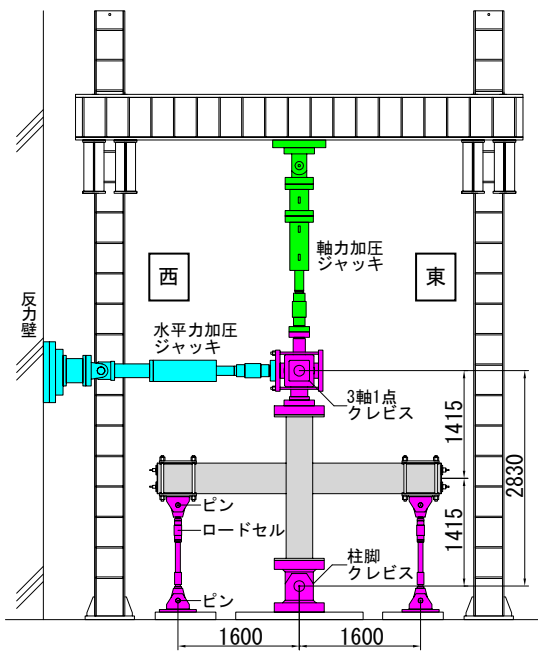 軸力加圧
ジャッキ
西
東
反力壁
水平力加圧
ジャッキ
3軸1点
クレビス
1415
2830
ピン
ロードセル
1415
柱脚
クレビス
ピン
1600
1600